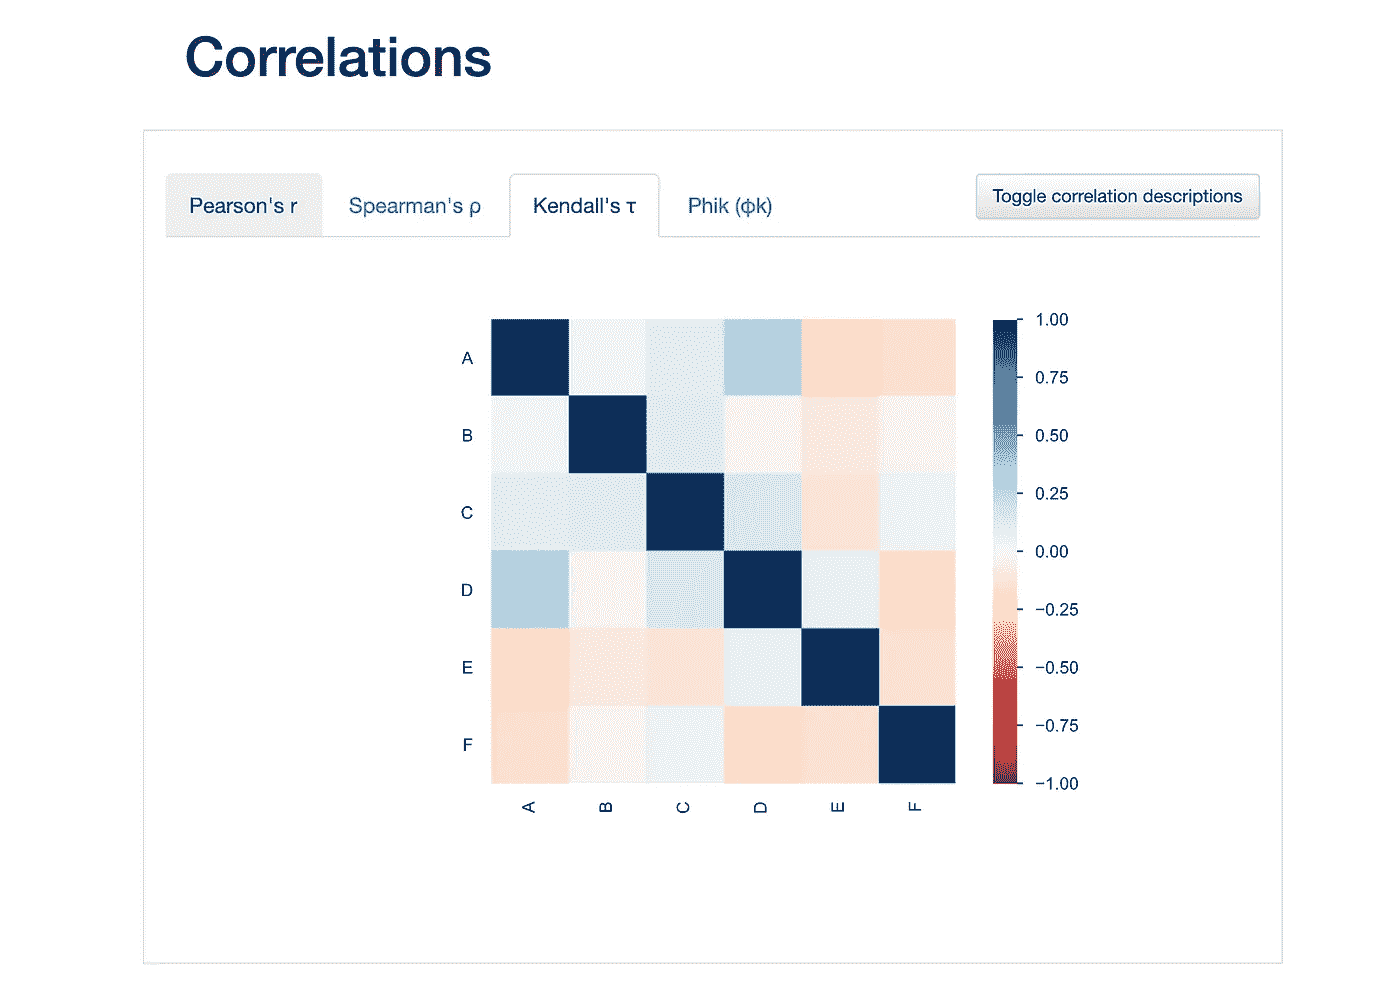 Correlations
Pearson's r
Spearman's ρ
Kendall's τ
Phik (φk)
Toggle correlation descriptions
A
B
C
D
E
F
A
B
C
D
E
F
1.00
0.75
0.50
0.25
0.00
−0.25
−0.50
−0.75
−1.00